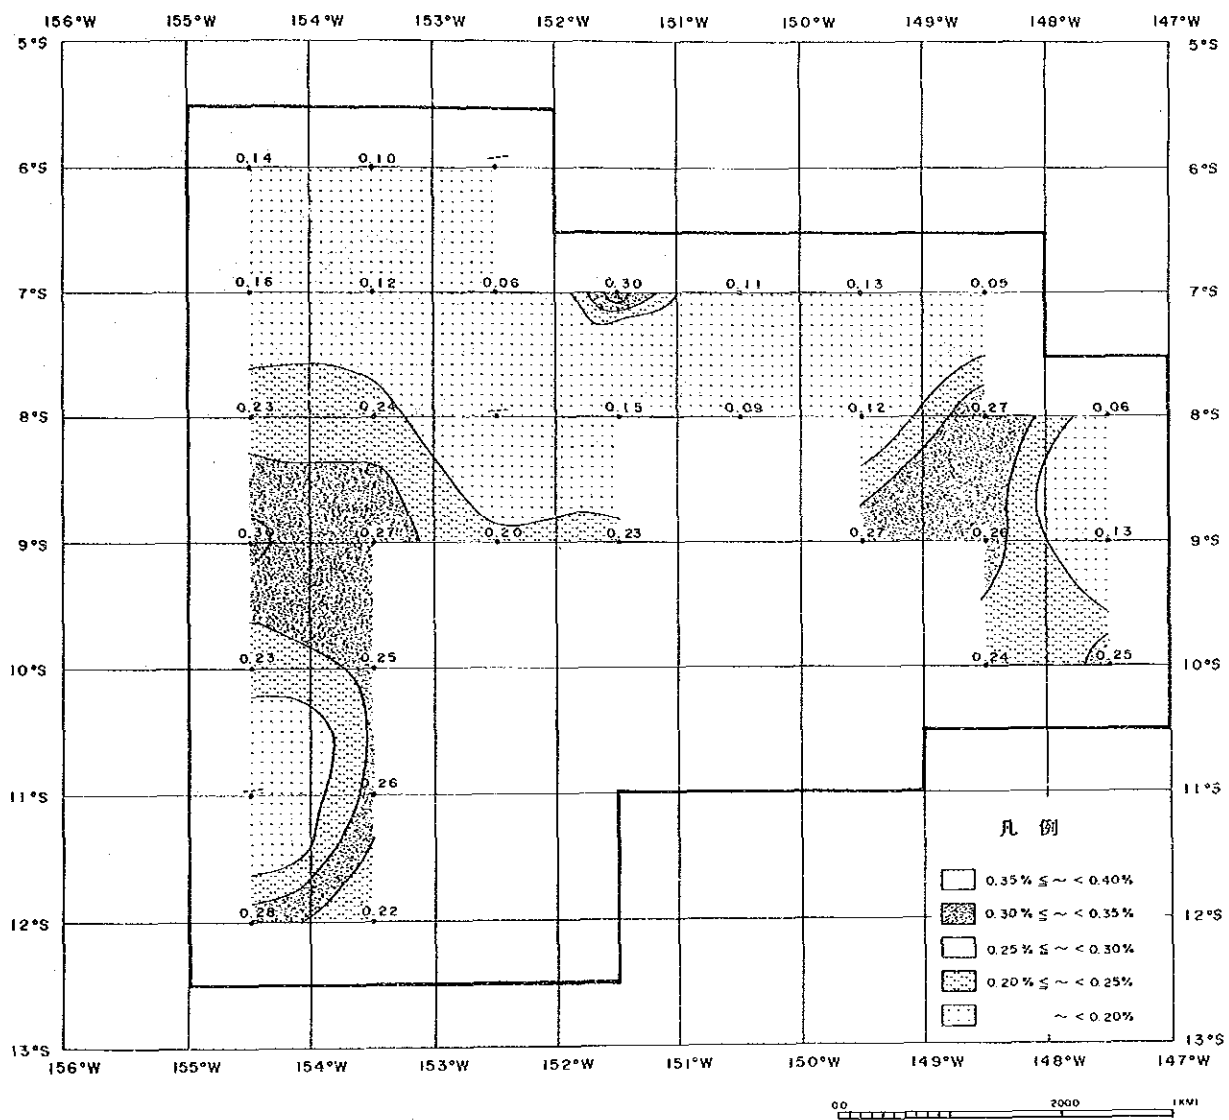 156°W 155°W 154°W 153°W 152°W 151°W 150°W 149°W 148°W 147°W
5°S 5°S
0.14 0.10
6°S 6°S
0.16 0.12 0.06 0.30 0.11 0.13 0.05
7°S 7°S
0.23 0.24 0.15 0.09 0.12 0.27 0.06
8°S 8°S
0.30 0.27 0.20 0.23 0.27 0.26 0.13
9°S 9°S
0.23 0.25 0.24 0.25
10°S 10°S
0.26
11°S 11°S
凡 例
0.35% ≦ ~ < 0.40%
0.28 0.22
12°S 12°S
0.30% ≦ ~ < 0.35%
0.25% ≦ ~ < 0.30%
0.20% ≦ ~ < 0.25%
~ < 0.20%
13°S 13°S
156°W 155°W 154°W 153°W 152°W 151°W 150°W 149°W 148°W 147°W